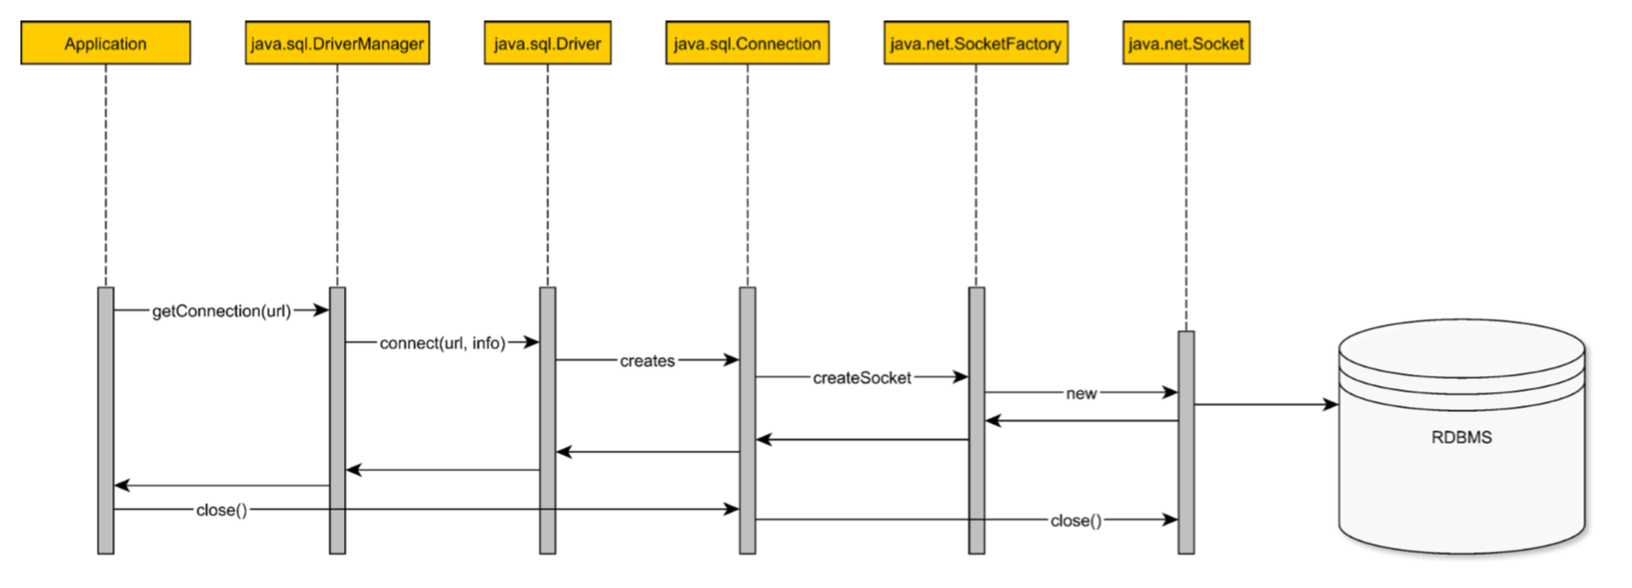 Application
java.sql.DriverManager
java.sql.Driver
java.sql.Connection
java.net.SocketFactory
java.net.Socket
getConnection(url)
connect(url, info)
creates
createSocket
new
RDBMS
close()
close()